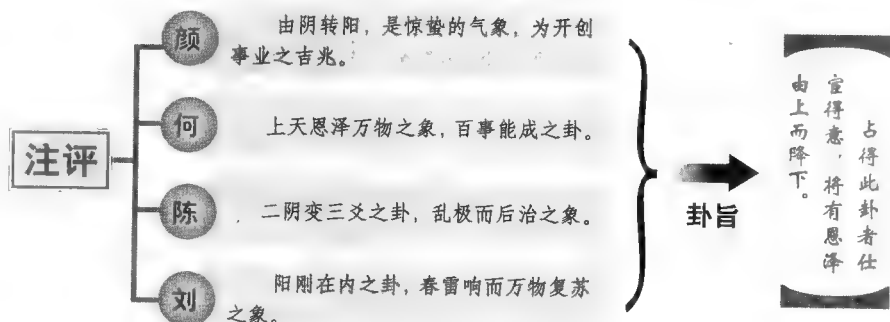 注评
颜
由阴转阳，是惊蛰的气象，为开创
事业之吉兆。
何
上天恩泽万物之象，百事能成之卦。
陈
二阴变三爻之卦，乱极而后治之象。
刘
阳刚在内之卦，春雷响而万物复苏
之象。
卦旨
占得此卦者仕
宦得意，将有恩泽
由上而降下。